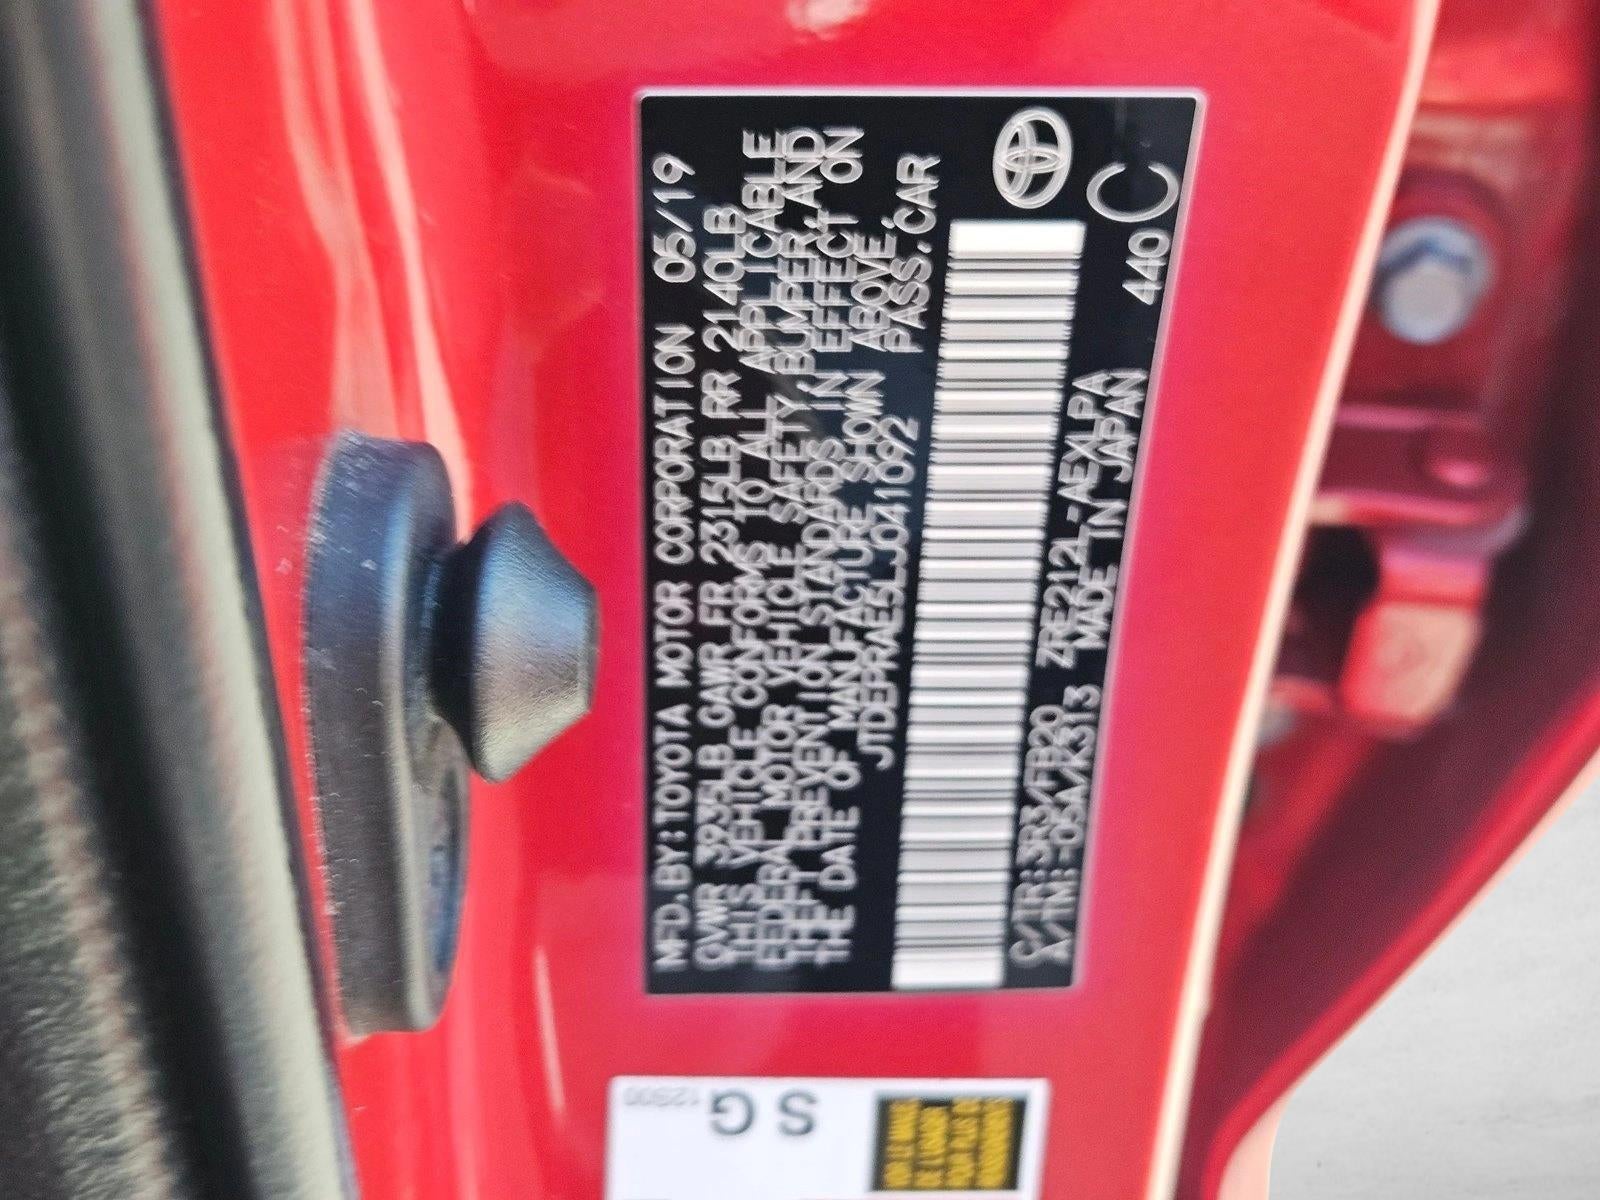 MFD.BY:TOYOTA MOTOR CORPORATION 05/19
GVWR 3935LB GAWR FR 2315LB RR 2140LB
THIS VEHICLE CONFORMS TO ALL APPLICABLE
FEDERAL MOTOR VEHICLE SAFETY, BUMPER, AND
THEFT PREVENTION STANDARDS IN EFFECT ON
THE DATE OF MANUFACTURE SHOWN ABOVE.
JTDEPRAE5LJ041092 PASS.CAR
C/TR:3R3/FB20 ZRE212L-AEXLPA
A/TM:-05A/K313 MADE IN JAPAN 440 C
SG
12900